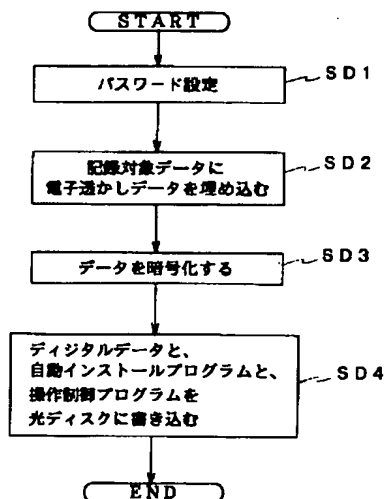 START
パスワード設定
SD1
記録対象データに
電子透かしデータを埋め込む
SD2
データを暗号化する
SD3
ディジタルデータと、
自動インストールプログラムと、
操作制御プログラムを
光ディスクに書き込む
SD4
END